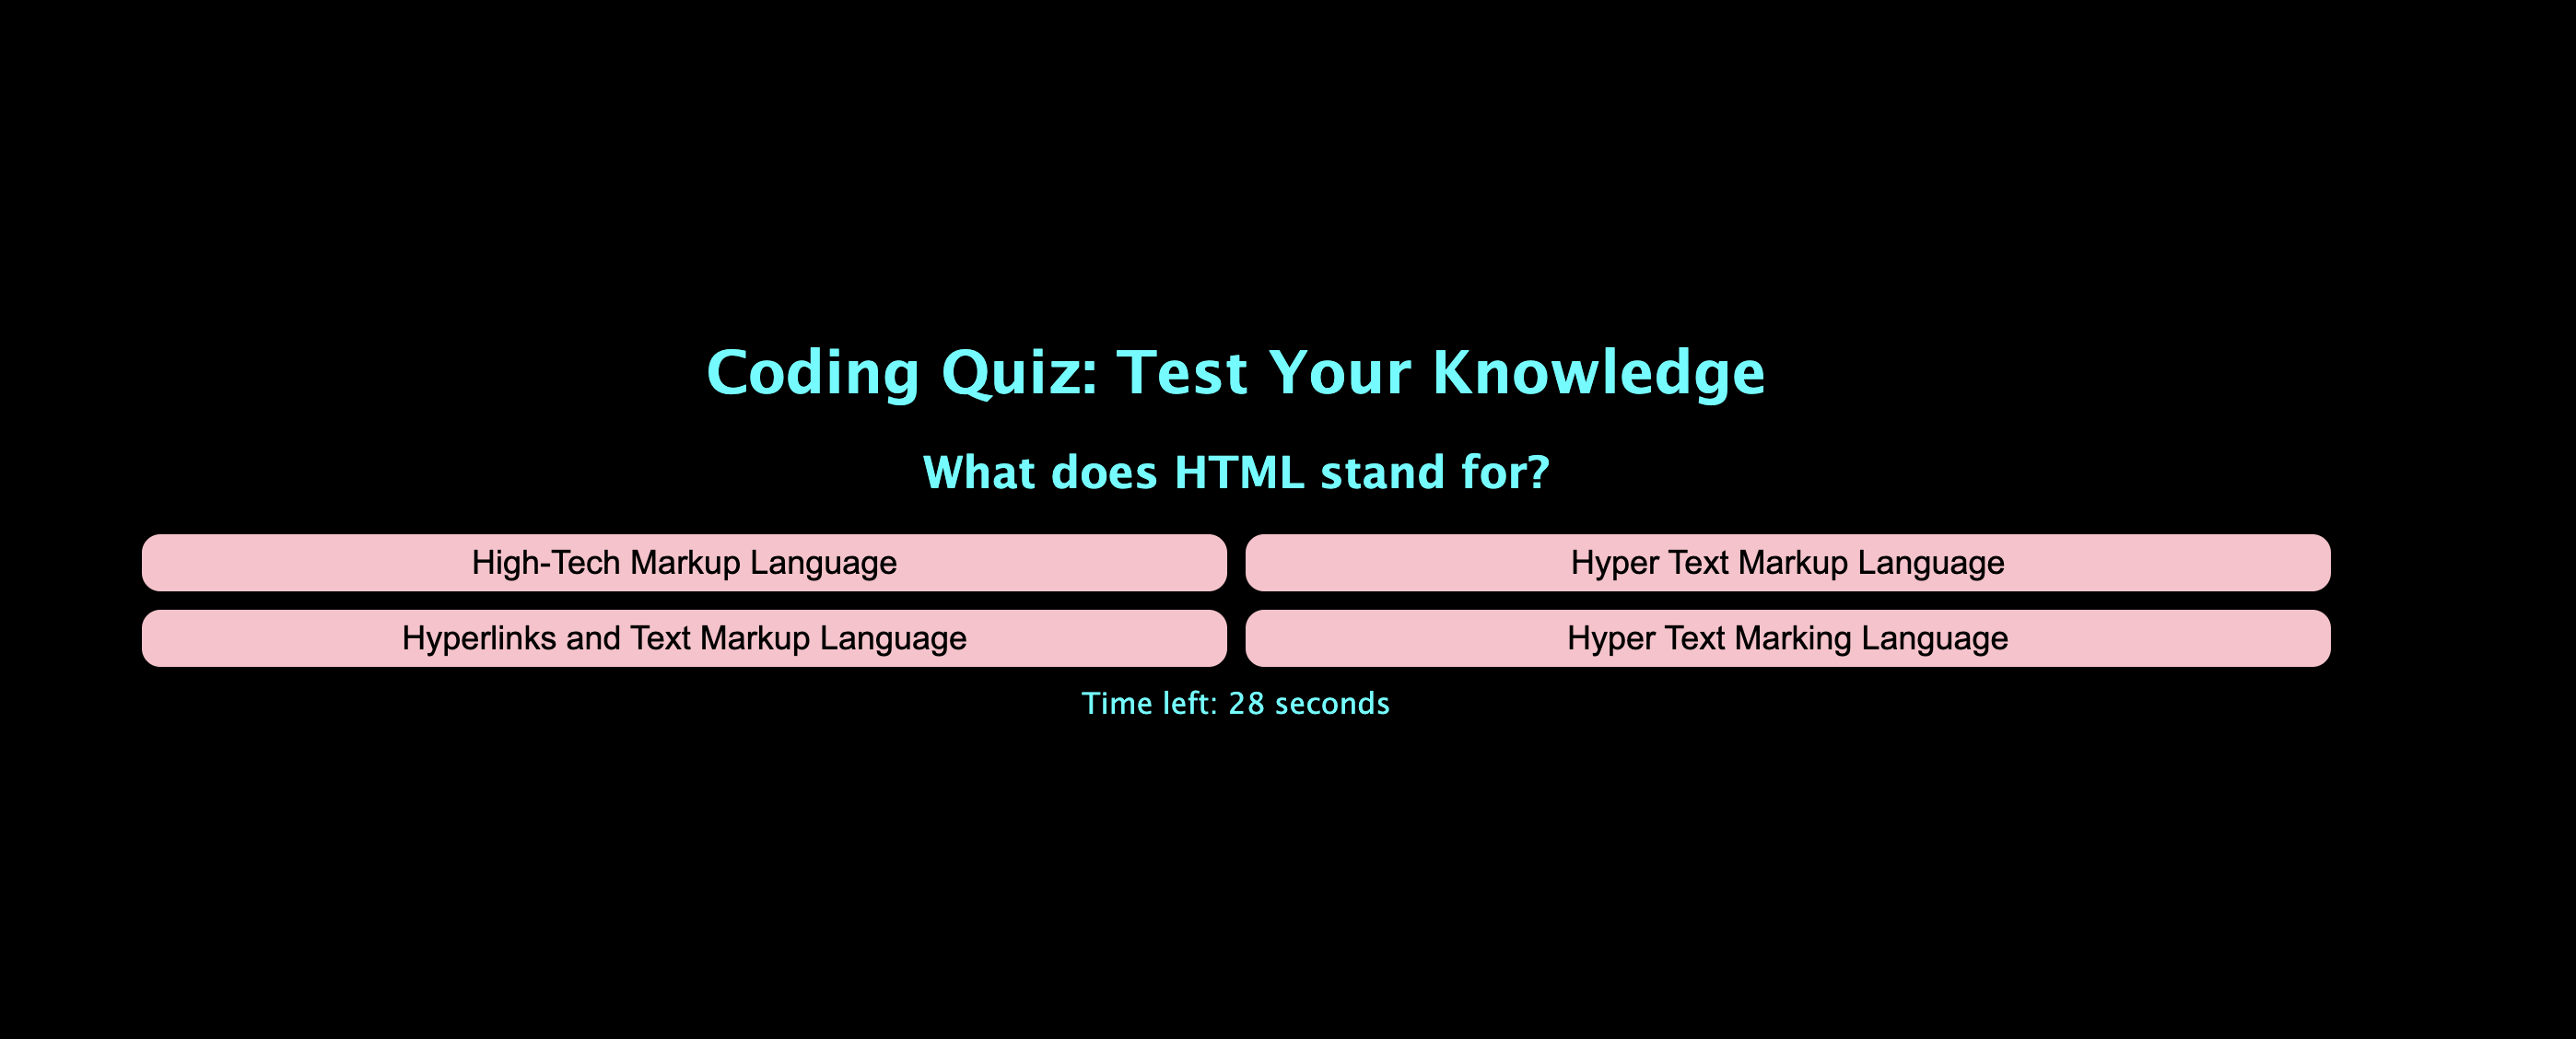 Coding Quiz: Test Your Knowledge
What does HTML stand for?
High-Tech Markup Language
Hyper Text Markup Language
Hyperlinks and Text Markup Language
Hyper Text Marking Language
Time left: 28 seconds